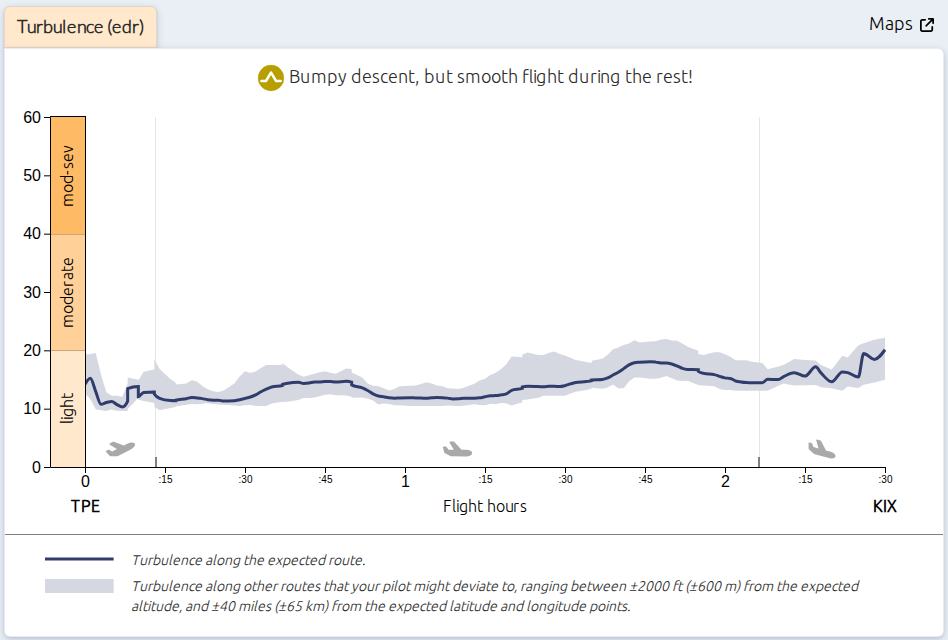 Turbulence (edr)
Maps
Bumpy descent, but smooth flight during the rest!
60
50
40
30
20
10
0
mod-sev
moderate
light
0 :15 :30 :45 1 :15 :30 :45 2 :15 :30
TPE Flight hours KIX
Turbulence along the expected route.
Turbulence along other routes that your pilot might deviate to, ranging between ±2000 ft (±600 m) from the expected
altitude, and ±40 miles (±65 km) from the expected latitude and longitude points.